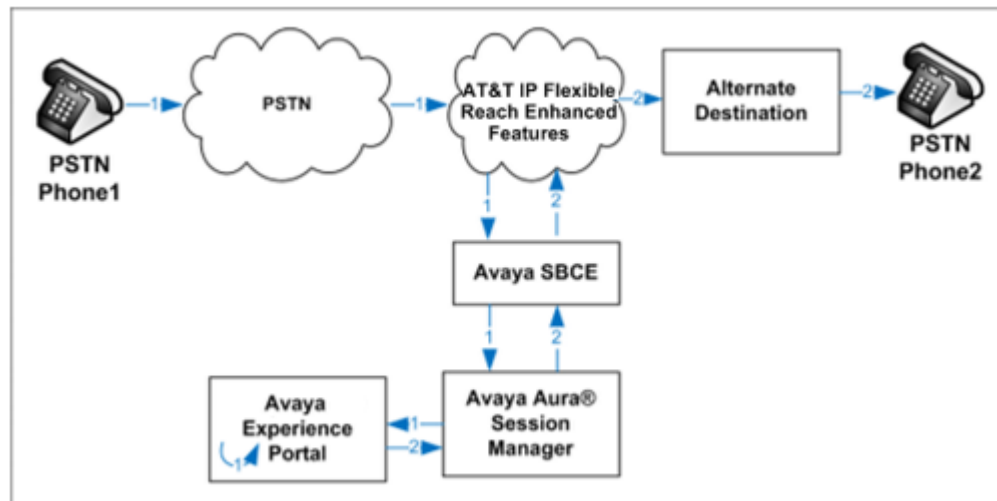 1
PSTN
Phone1
PSTN
1
AT&T IP Flexible
Reach Enhanced
Features
2
Alternate
Destination
2
PSTN
Phone2
1
2
Avaya SBCE
1
2
Avaya
Experience
Portal
1
1
2
Avaya Aura®
Session
Manager